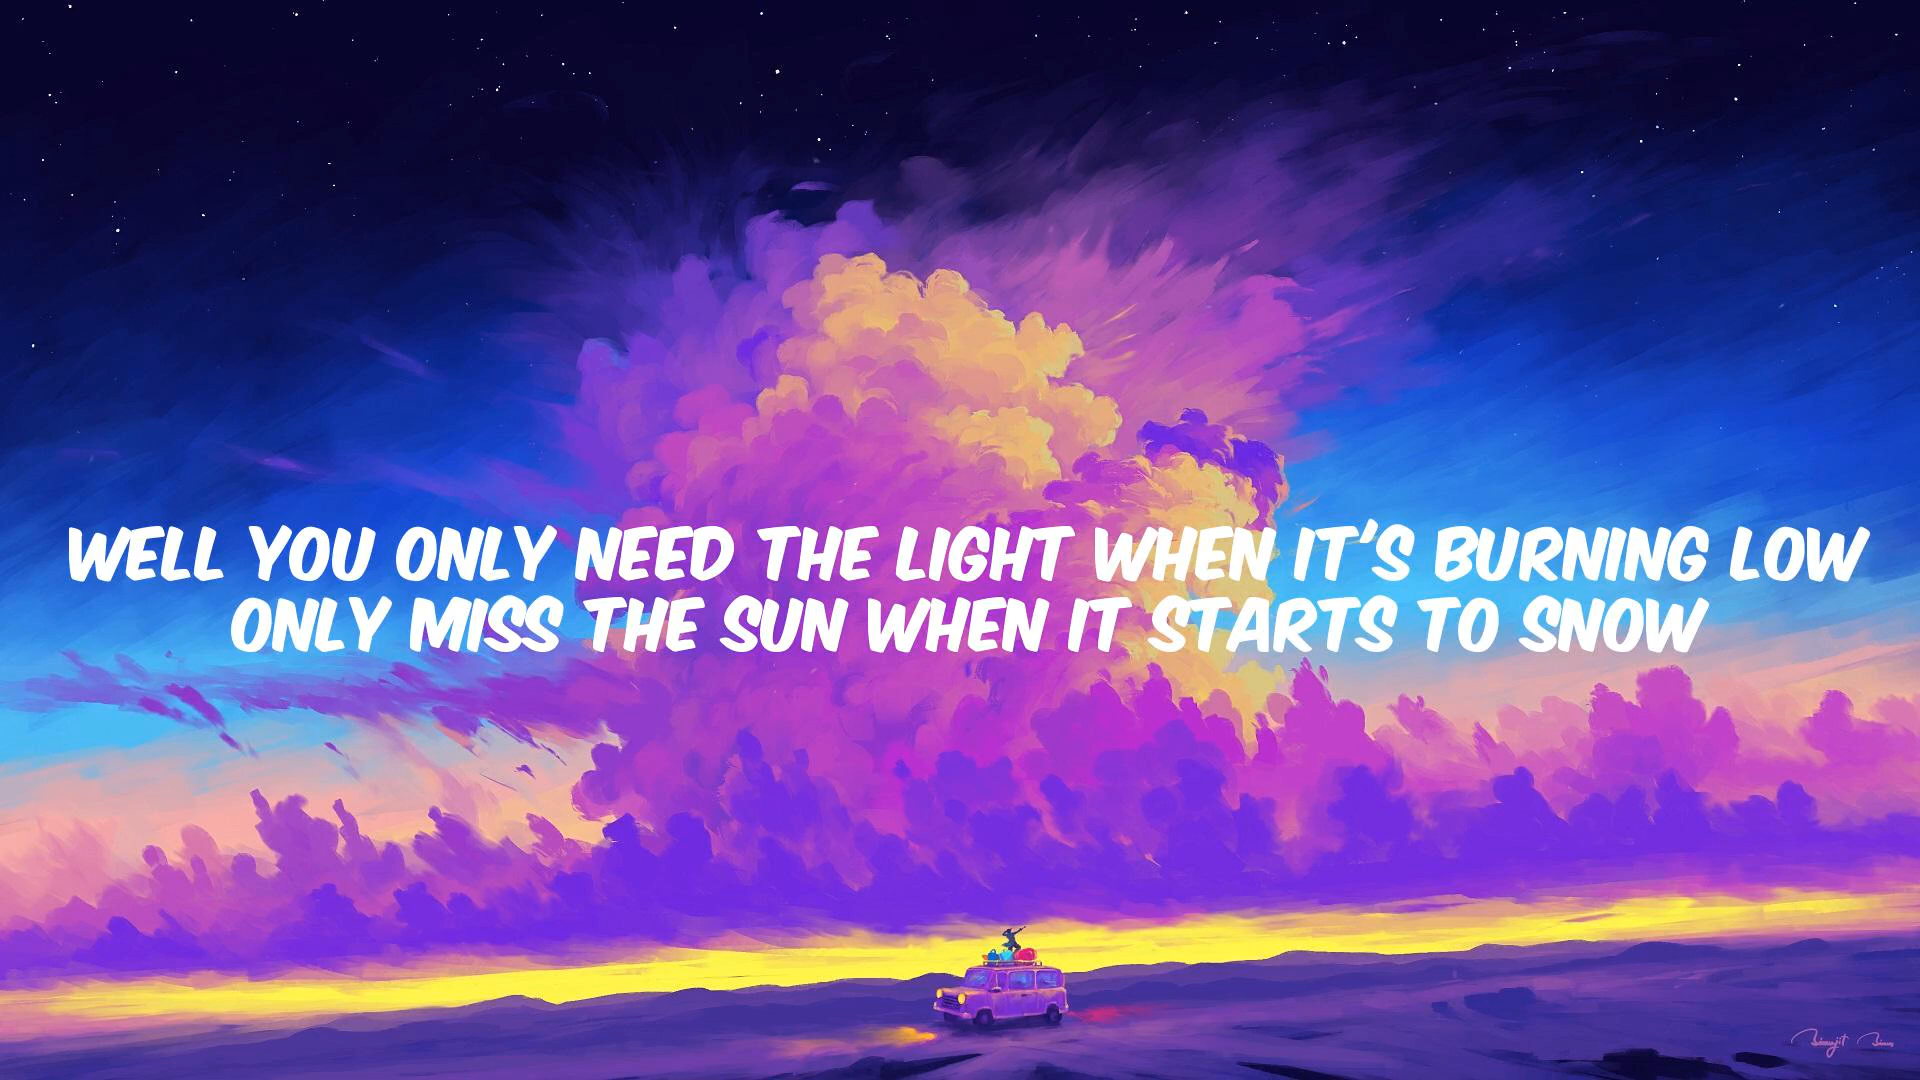 WELL YOU ONLY NEED THE LIGHT WHEN IT'S BURNING LOW
ONLY MISS THE SUN WHEN IT STARTS TO SNOW